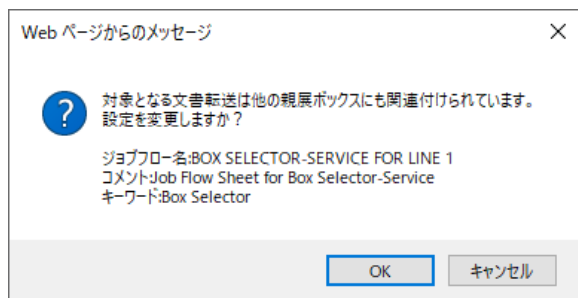 Web ページからのメッセージ
対象となる文書転送は他の親展ボックスにも関連付けられています。
設定を変更しますか？
ジョブフロー名:BOX SELECTOR-SERVICE FOR LINE 1
コメント:Job Flow Sheet for Box Selector-Service
キーワード:Box Selector
OK
キャンセル